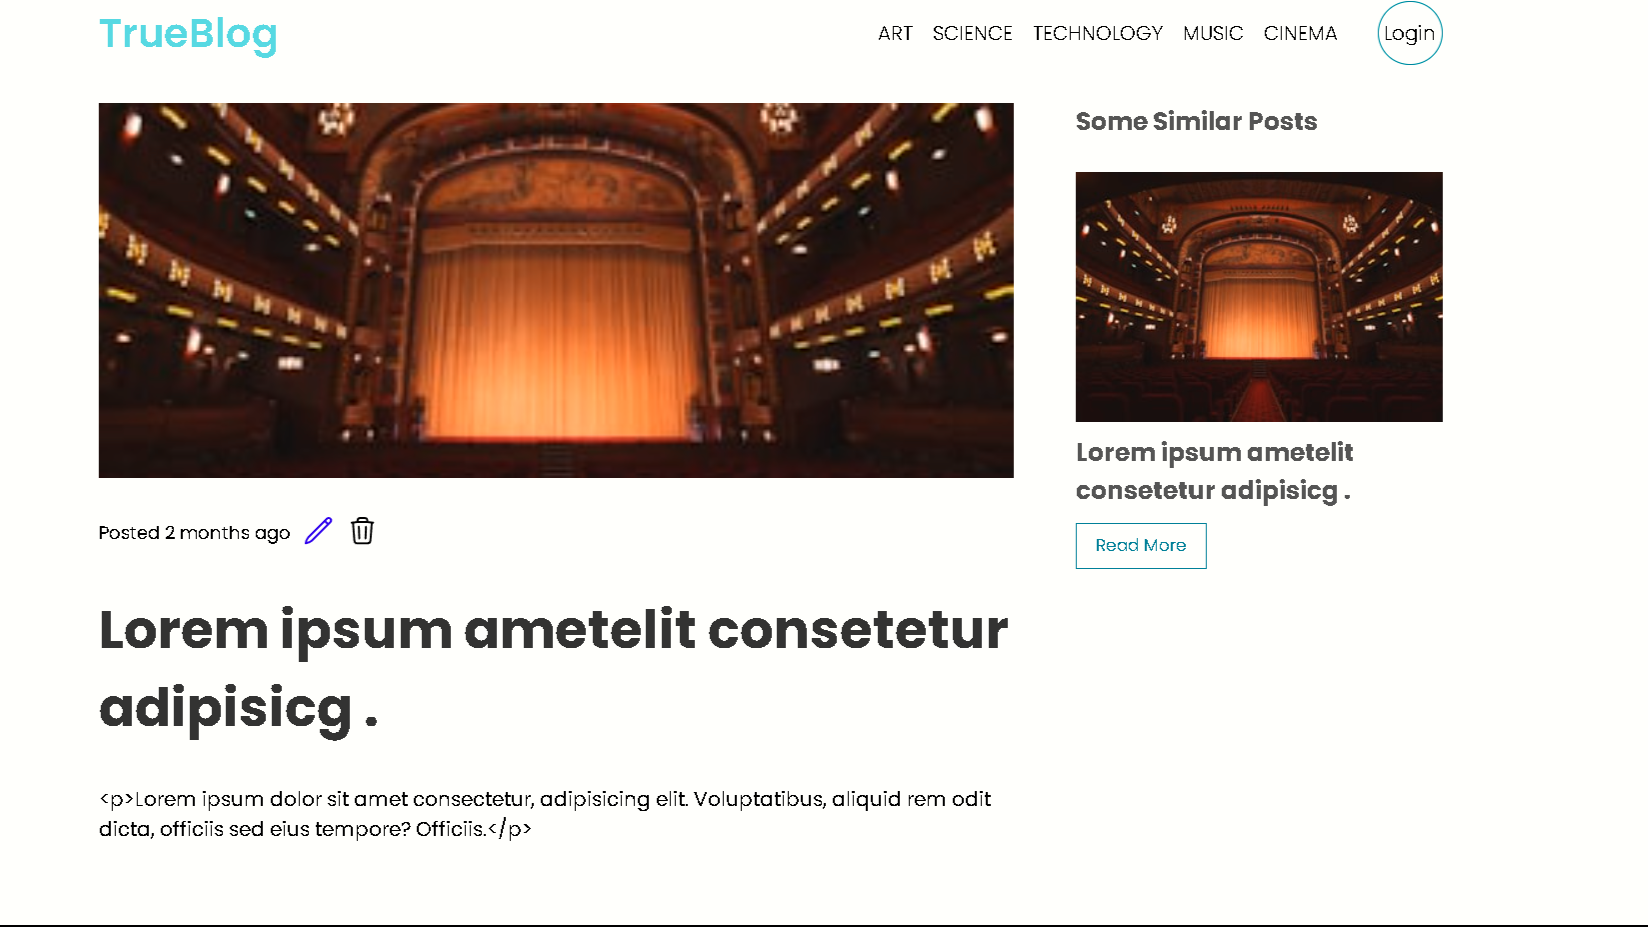 TrueBlog
ART SCIENCE TECHNOLOGY MUSIC CINEMA Login
Posted 2 months ago
Lorem ipsum ametelit consetetur
adipisicg .
<p>Lorem ipsum dolor sit amet consectetur, adipisicing elit. Voluptatibus, aliquid rem odit
dicta, officiis sed eius tempore? Officiis.</p>
Some Similar Posts
Lorem ipsum ametelit
consetetur adipisicg .
Read More